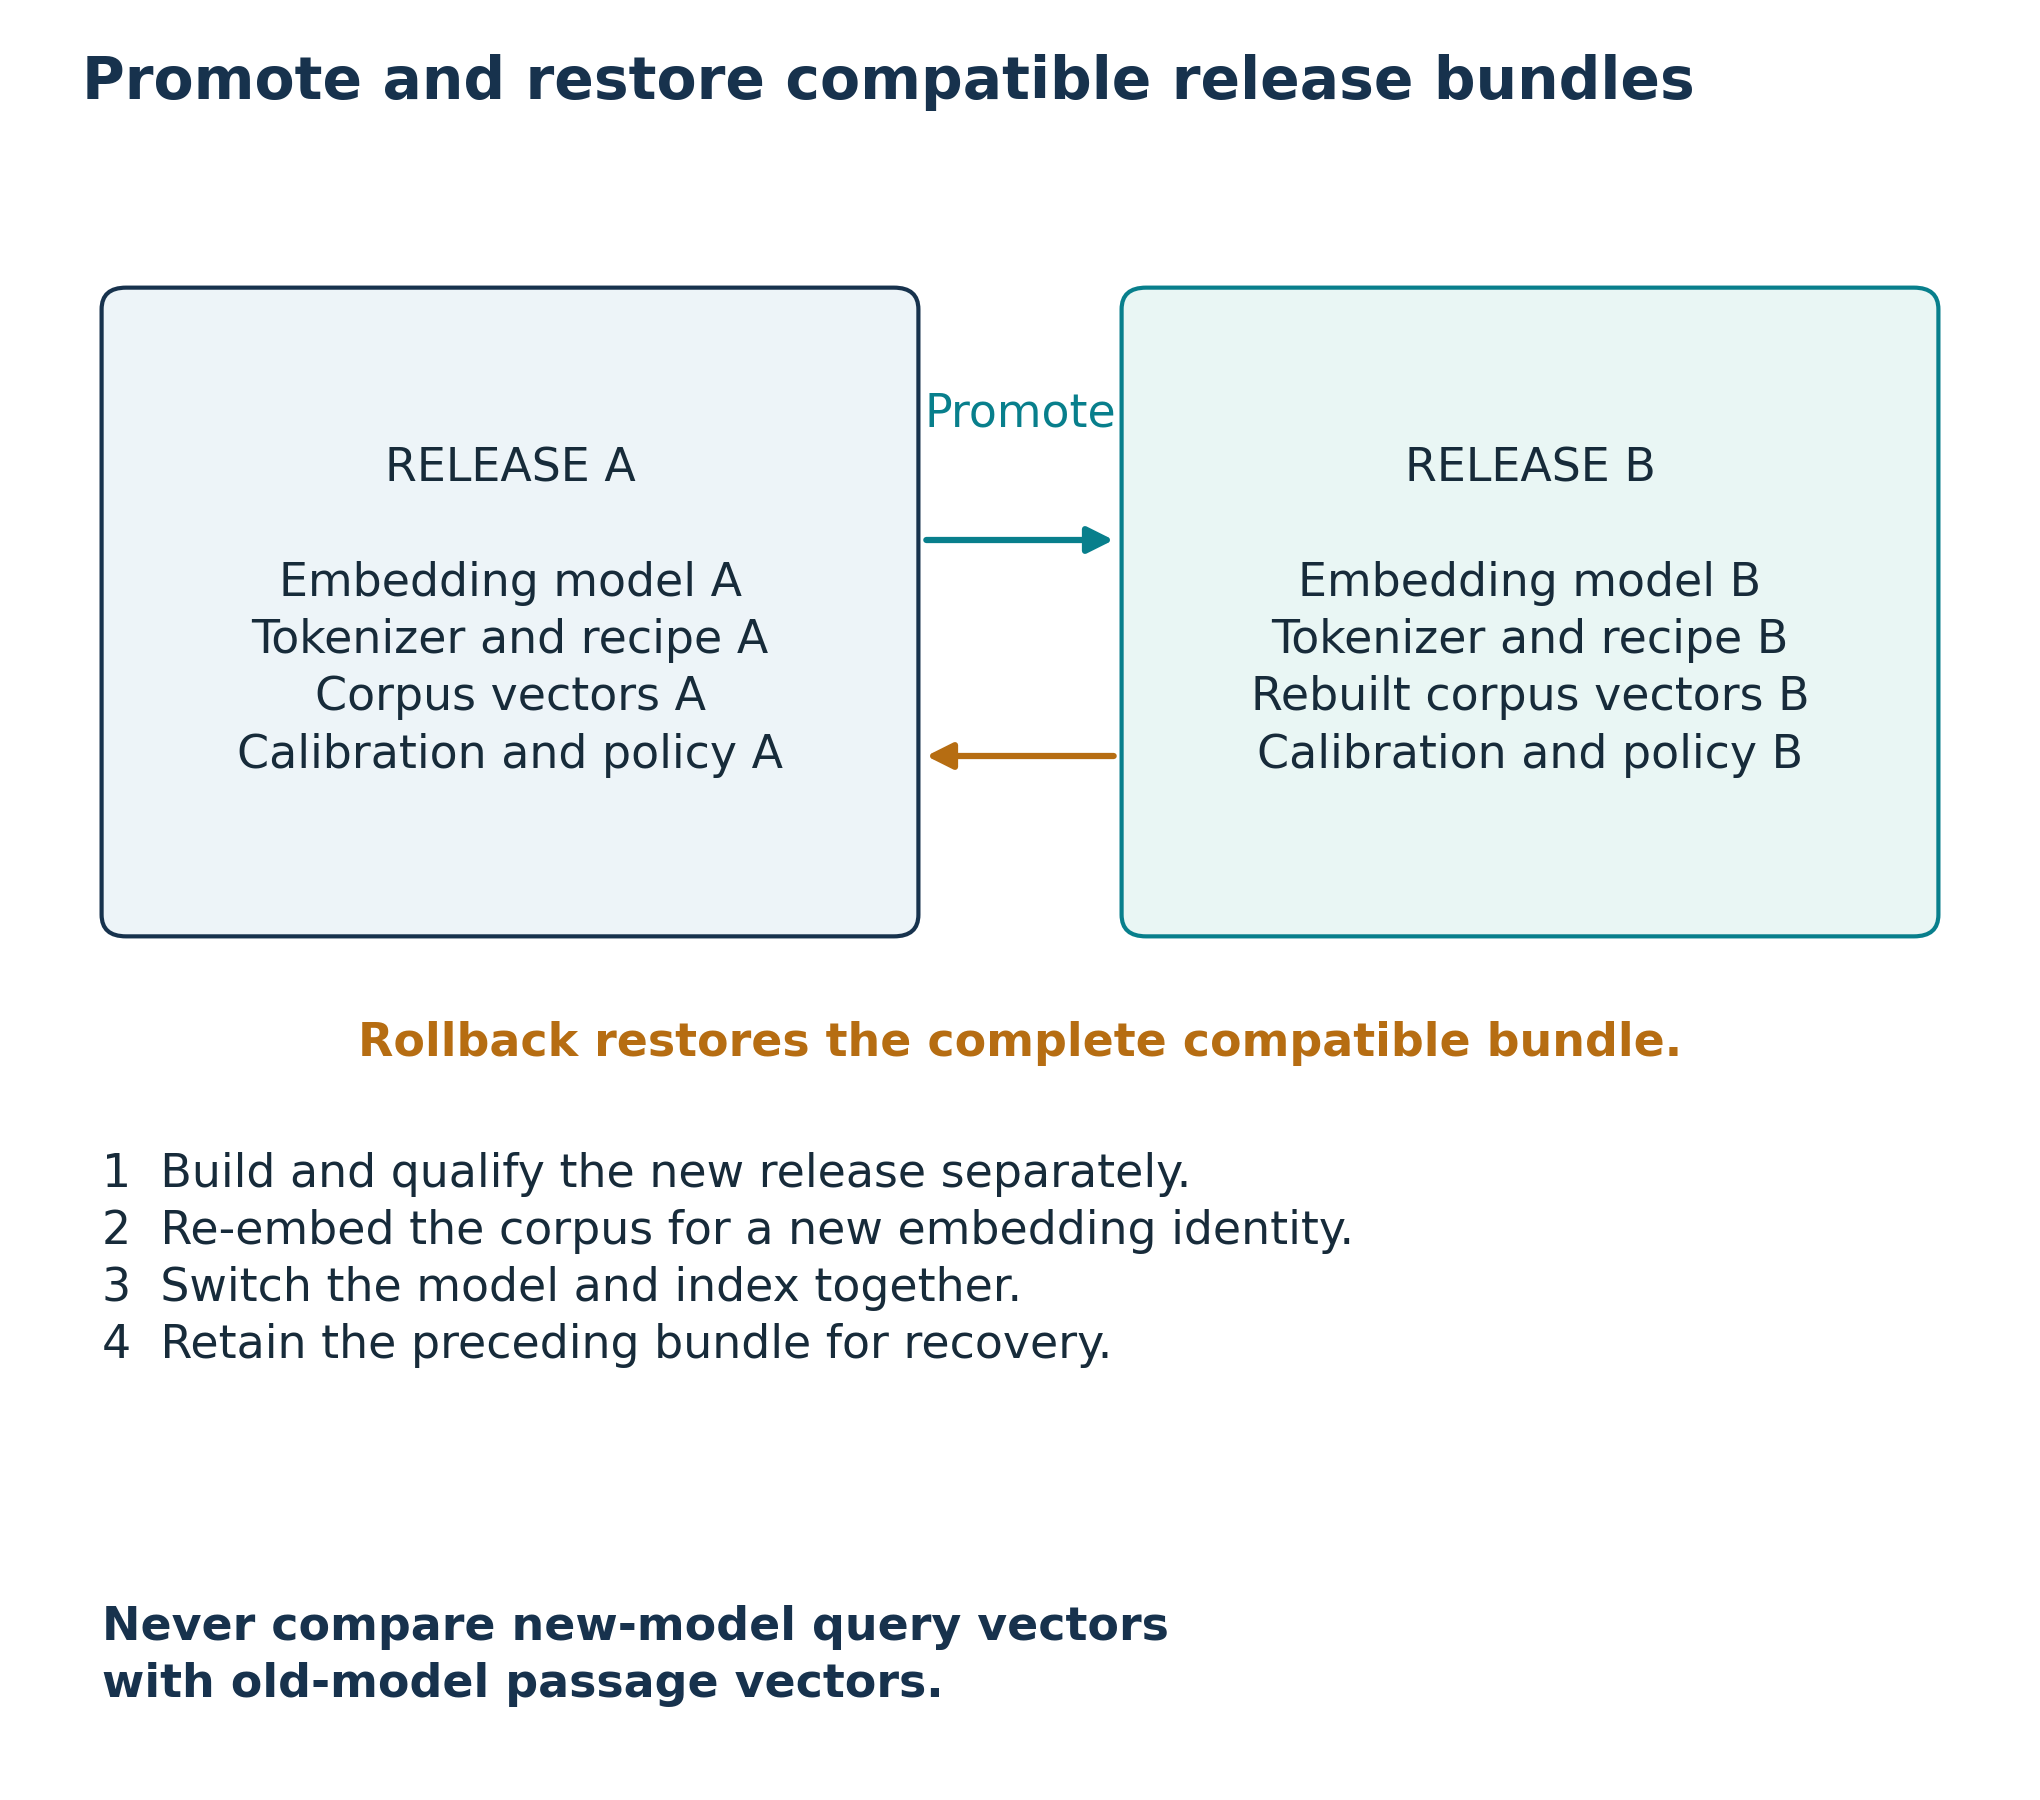 Promote and restore compatible release bundles
RELEASE A
Embedding model A
Tokenizer and recipe A
Corpus vectors A
Calibration and policy A
Promote
RELEASE B
Embedding model B
Tokenizer and recipe B
Rebuilt corpus vectors B
Calibration and policy B
Rollback restores the complete compatible bundle.
1 Build and qualify the new release separately.
2 Re-embed the corpus for a new embedding identity.
3 Switch the model and index together.
4 Retain the preceding bundle for recovery.
Never compare new-model query vectors
with old-model passage vectors.